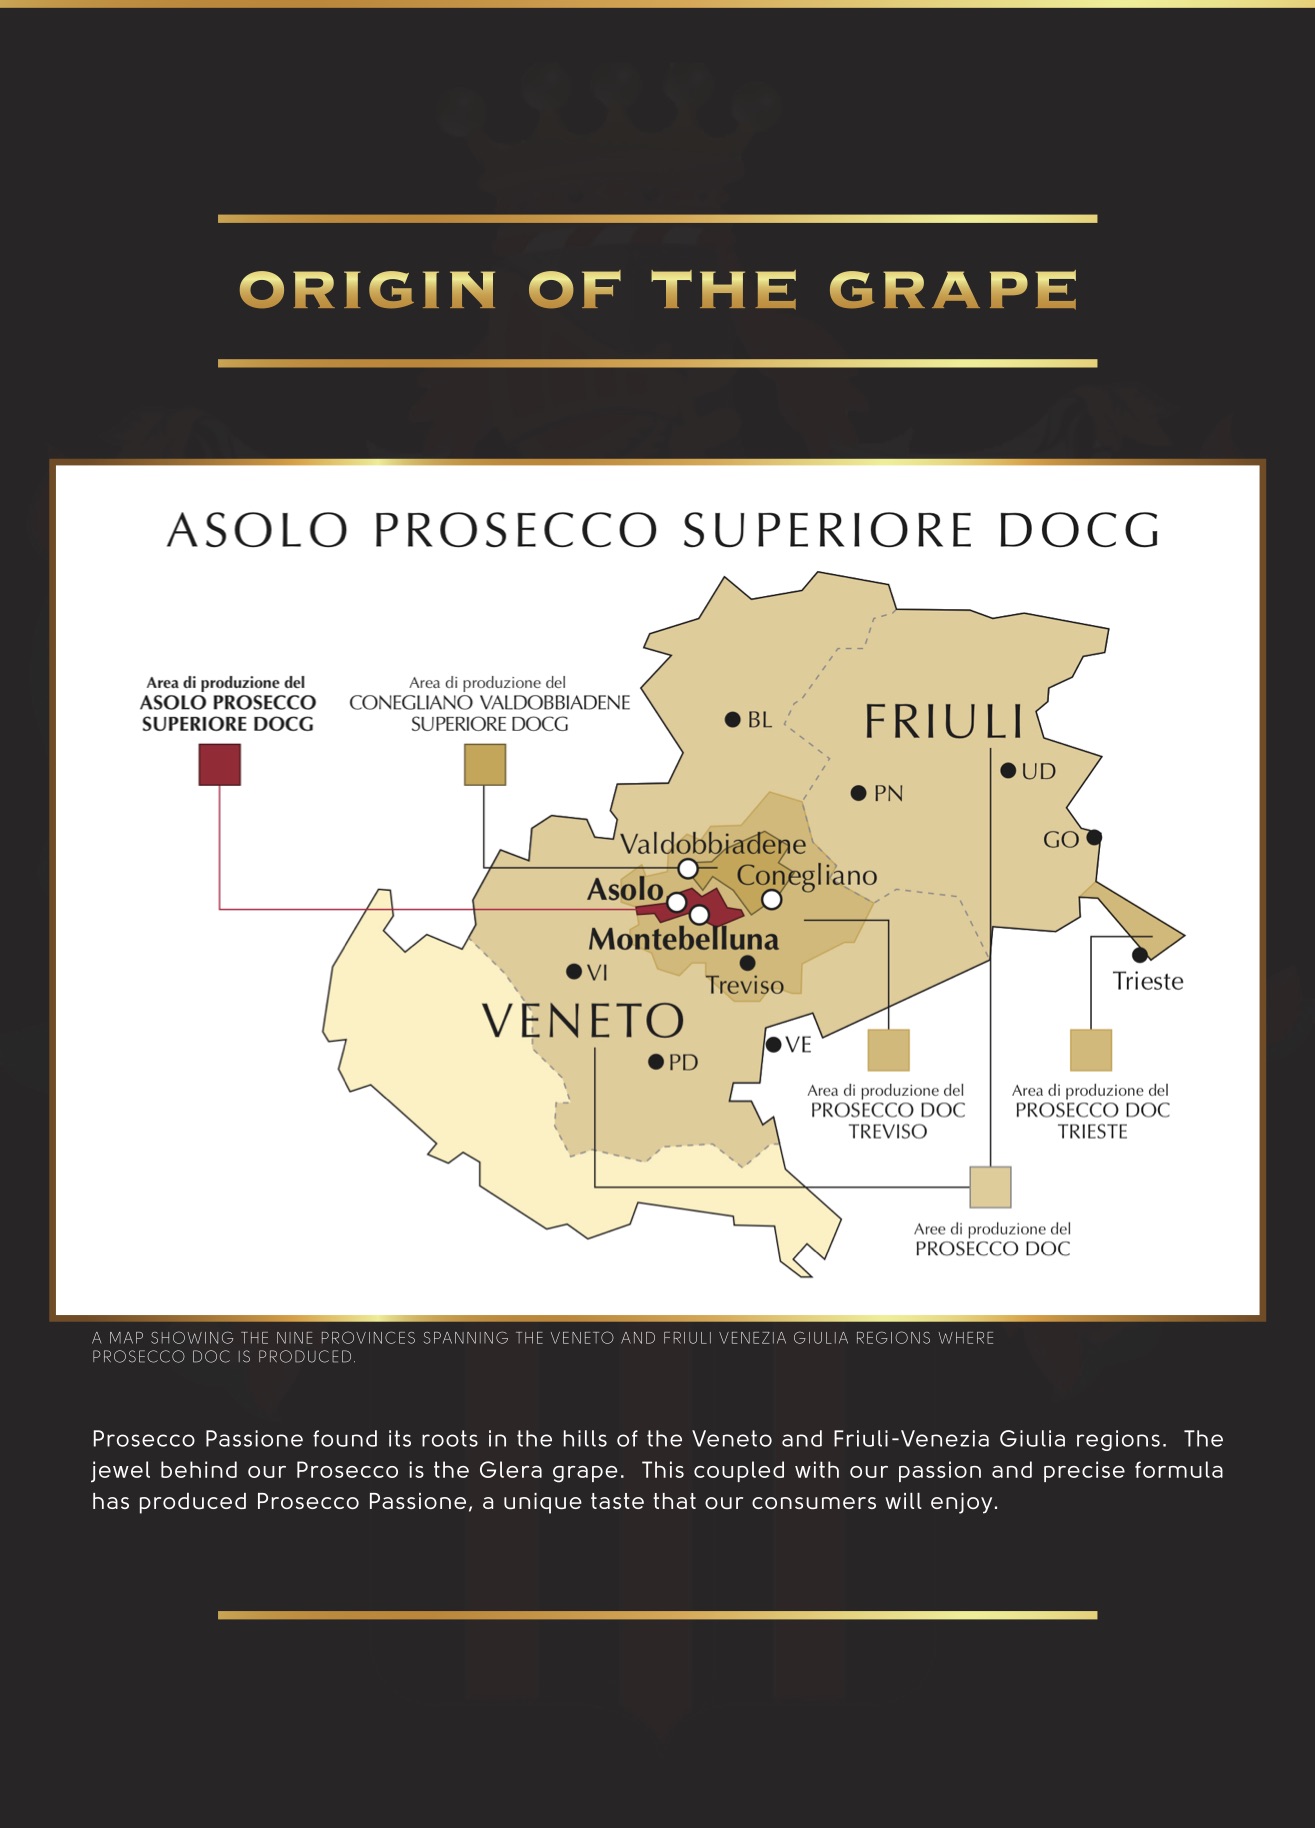 ORIGIN OF THE GRAPE
ASOLO PROSECCO SUPERIORE DOCG
Area di produzione del
ASOLO PROSECCO
SUPERIORE DOCG
Area di produzione del
CONEGLIANO VALDOBBIADENE
SUPERIORE DOCG
BL
FRIULI
UD
PN
GO
Valdobbiadene
Conegliano
Asolo
Montebelluna
VI
Treviso
Trieste
VENETO
VE
PD
Area di produzione del
PROSECCO DOC
TREVISO
Area di produzione del
PROSECCO DOC
TRIESTE
Aree di produzione del
PROSECCO DOC
A MAP SHOWING THE NINE PROVINCES SPANNING THE VENETO AND FRIULI VENEZIA GIULIA REGIONS WHERE
PROSECCO DOC IS PRODUCED.
Prosecco Passione found its roots in the hills of the Veneto and Friuli-Venezia Giulia regions. The
jewel behind our Prosecco is the Glera grape. This coupled with our passion and precise formula
has produced Prosecco Passione, a unique taste that our consumers will enjoy.